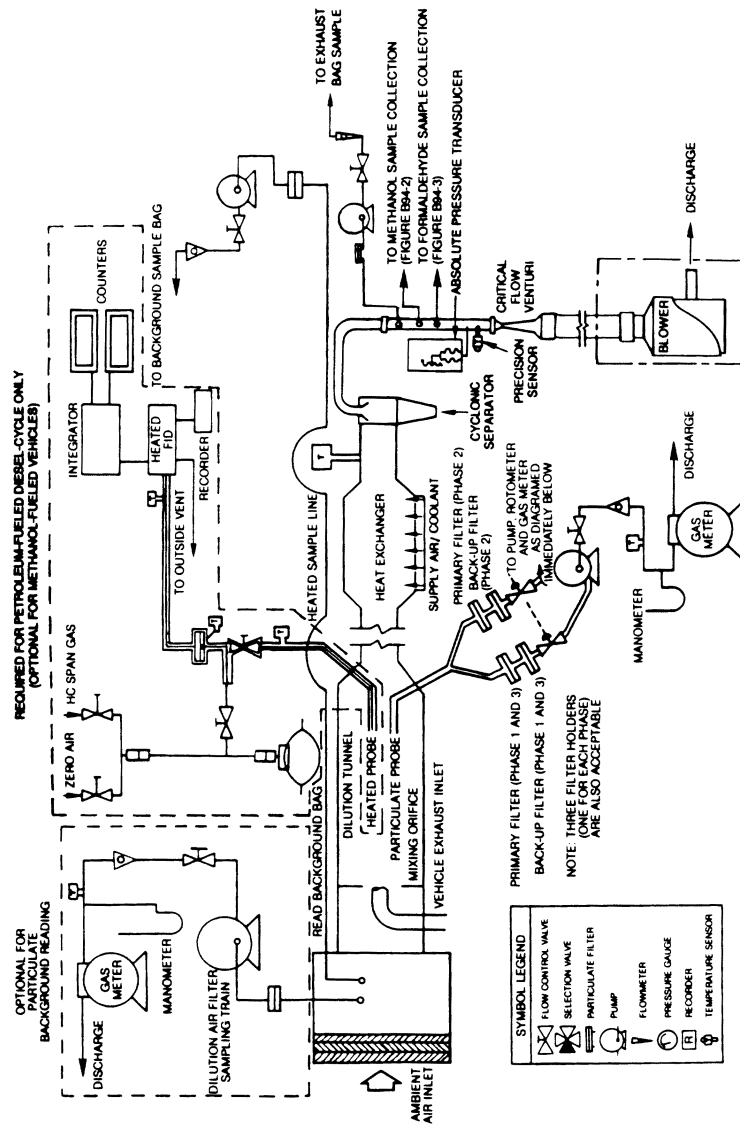 REQUIRED FOR PETROLEUM-FUELED DIESEL-CYCLE ONLY
(OPTIONAL FOR METHANOL-FUELED VEHICLES)
OPTIONAL FOR
PARTICULATE
BACKGROUND READING
DISCHARGE
GAS
METER
MANOMETER
DILUTION AIR FILTER
SAMPLING TRAIN
AMBIENT
AIR INLET
ZERO AIR
HC SPAN GAS
READ BACKGROUND BAG
DILUTION TUNNEL
HEATED PROBE
PARTICULATE PROBE
MIXING ORIFICE
VEHICLE EXHAUST INLET
INTEGRATOR
COUNTERS
HEATED
FID
RECORDER
TO OUTSIDE VENT
TO BACKGROUND SAMPLE BAG
HEATED SAMPLE LINE
T
HEAT EXCHANGER
SUPPLY AIR/ COOLANT
CYCLONIC
SEPARATOR
TO EXHAUST
BAG SAMPLE
TO METHANOL SAMPLE COLLECTION
(FIGURE B94-2)
TO FORMALDEHYDE SAMPLE COLLECTION
(FIGURE B94-3)
ABSOLUTE PRESSURE TRANSDUCER
CRITICAL
FLOW
VENTURI
PRECISION
SENSOR
BLOWER
DISCHARGE
PRIMARY FILTER (PHASE 2)
BACK-UP FILTER
(PHASE 2)
TO PUMP, ROTOMETER
AND GAS METER
AS DIAGRAMED
IMMEDIATELY BELOW
PRIMARY FILTER (PHASE 1 AND 3)
BACK-UP FILTER (PHASE 1 AND 3)
NOTE: THREE FILTER HOLDERS
(ONE FOR EACH PHASE)
ARE ALSO ACCEPTABLE
MANOMETER
GAS
METER
DISCHARGE
SYMBOL LEGEND
FLOW CONTROL VALVE
SELECTION VALVE
PARTICULATE FILTER
PUMP
FLOWMETER
PRESSURE GAUGE
R RECORDER
TEMPERATURE SENSOR